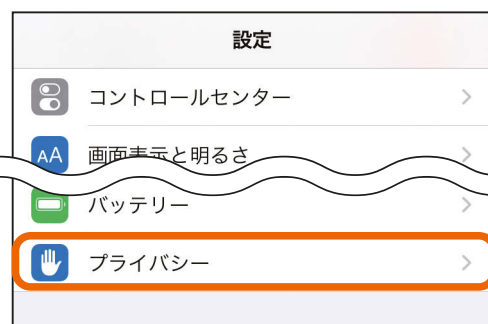 設定
コントロールセンター
AA 画面表示と明るさ
バッテリー
プライバシー